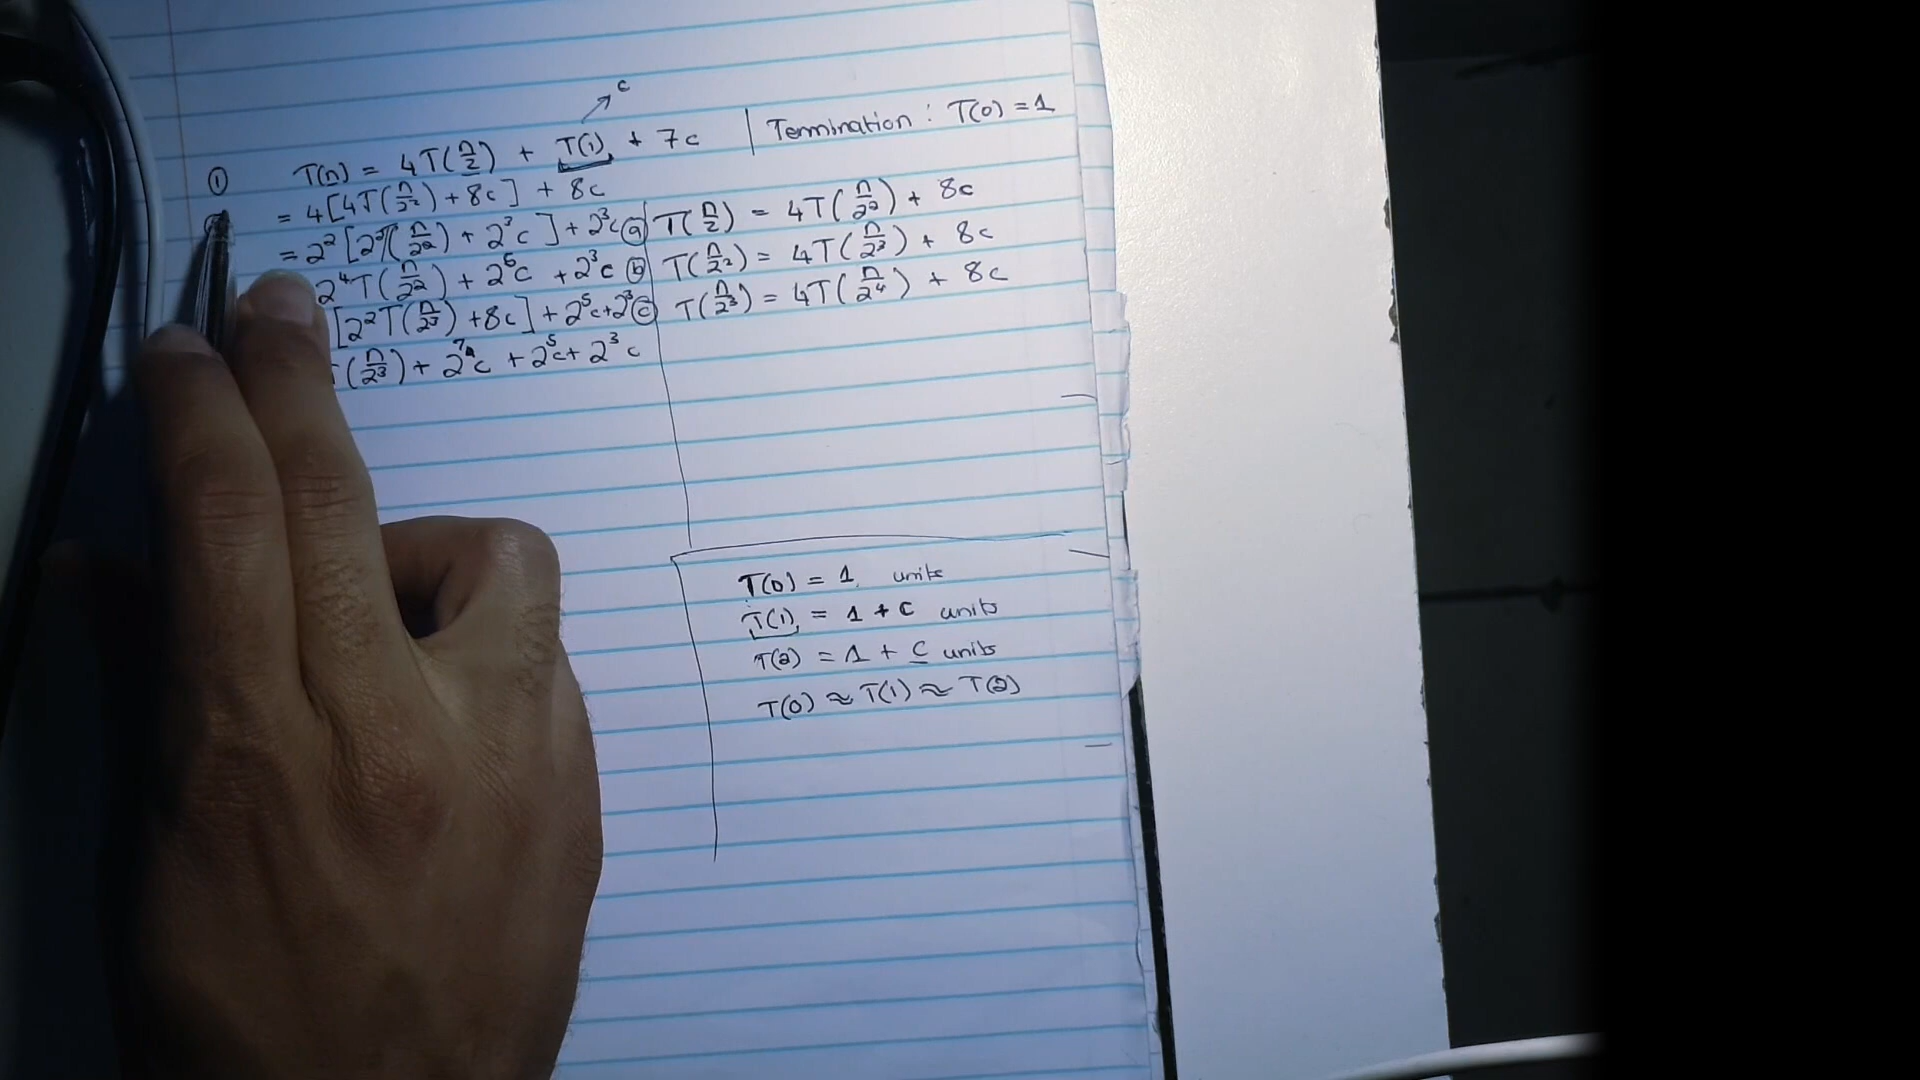 c
① T(n) = 4T(n/2) + T(1) + 7c | Termination : T(0) = 1
= 4[4T(n/2²) + 8c] + 8c
= 2²[2²T(n/2²) + 2³c] + 2³c
2⁴T(n/2²) + 2⁵c + 2³c
[2²T(n/2³) + 8c] + 2⁵c + 2³c
T(n/2³) + 2⁷c + 2⁵c + 2³c
ⓐ T(n/2) = 4T(n/2²) + 8c
ⓑ T(n/2²) = 4T(n/2³) + 8c
ⓒ T(n/2³) = 4T(n/2⁴) + 8c
T(0) = 1 units
T(1) = 1 + c units
T(2) = 1 + c units
T(0) ≈ T(1) ≈ T(2)